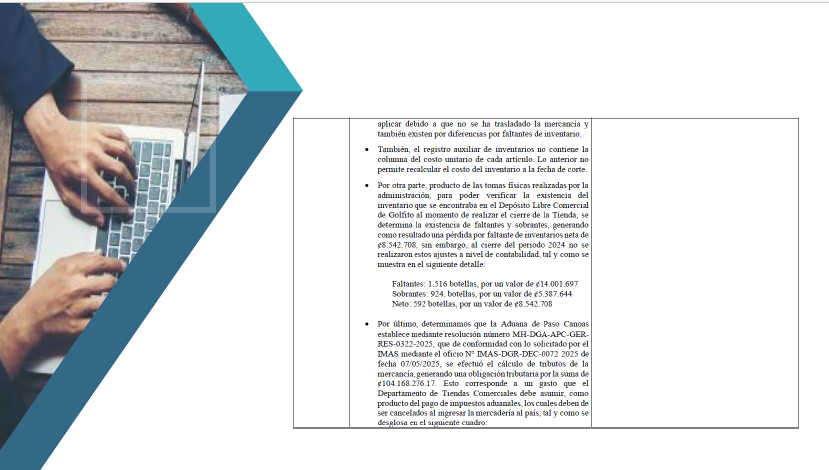 aplicar debido a que no se ha trasladado la mercancía y
también existen por diferencias por faltantes de inventario.
También, el registro auxiliar de inventarios no contiene la
columna del costo unitario de cada artículo. Lo anterior no
permite recalcular el costo del inventario a la fecha de corte.
Por otra parte, producto de las tomas físicas realizadas por la
administración, para poder verificar la existencia del
inventario que se encontraba en el Depósito Libre Comercial
de Golfito al momento de realizar el cierre de la Tienda, se
determina la existencia de faltantes y sobrantes, generando
como resultado una pérdida por faltante de inventarios neta de
¢8.542.708, sin embargo, al cierre del periodo 2024 no se
realizaron estos ajustes a nivel de contabilidad, tal y como se
muestra en el siguiente detalle:
Faltantes: 1.516 botellas, por un valor de ¢14.001.697
Sobrantes: 924. botellas, por un valor de ¢5.387.644
Neto: 592 botellas, por un valor de ¢8.542.708
Por último, determinamos que la Aduana de Paso Canoas
establece mediante resolución número MH-DGA-APC-GER-
RES-0322-2025, que de conformidad con lo solicitado por el
IMAS mediante el oficio N° IMAS-DGR-DEC-0072 2025 de
fecha 07/05/2025, se efectuó el cálculo de tributos de la
mercancía, generando una obligación tributaria por la suma de
¢104.168.276.17. Esto corresponde a un gasto que el
Departamento de Tiendas Comerciales debe asumir, como
producto del pago de impuestos aduanales, los cuales deben de
ser cancelados al ingresar la mercadería al país, tal y como se
desglosa en el siguiente cuadro: